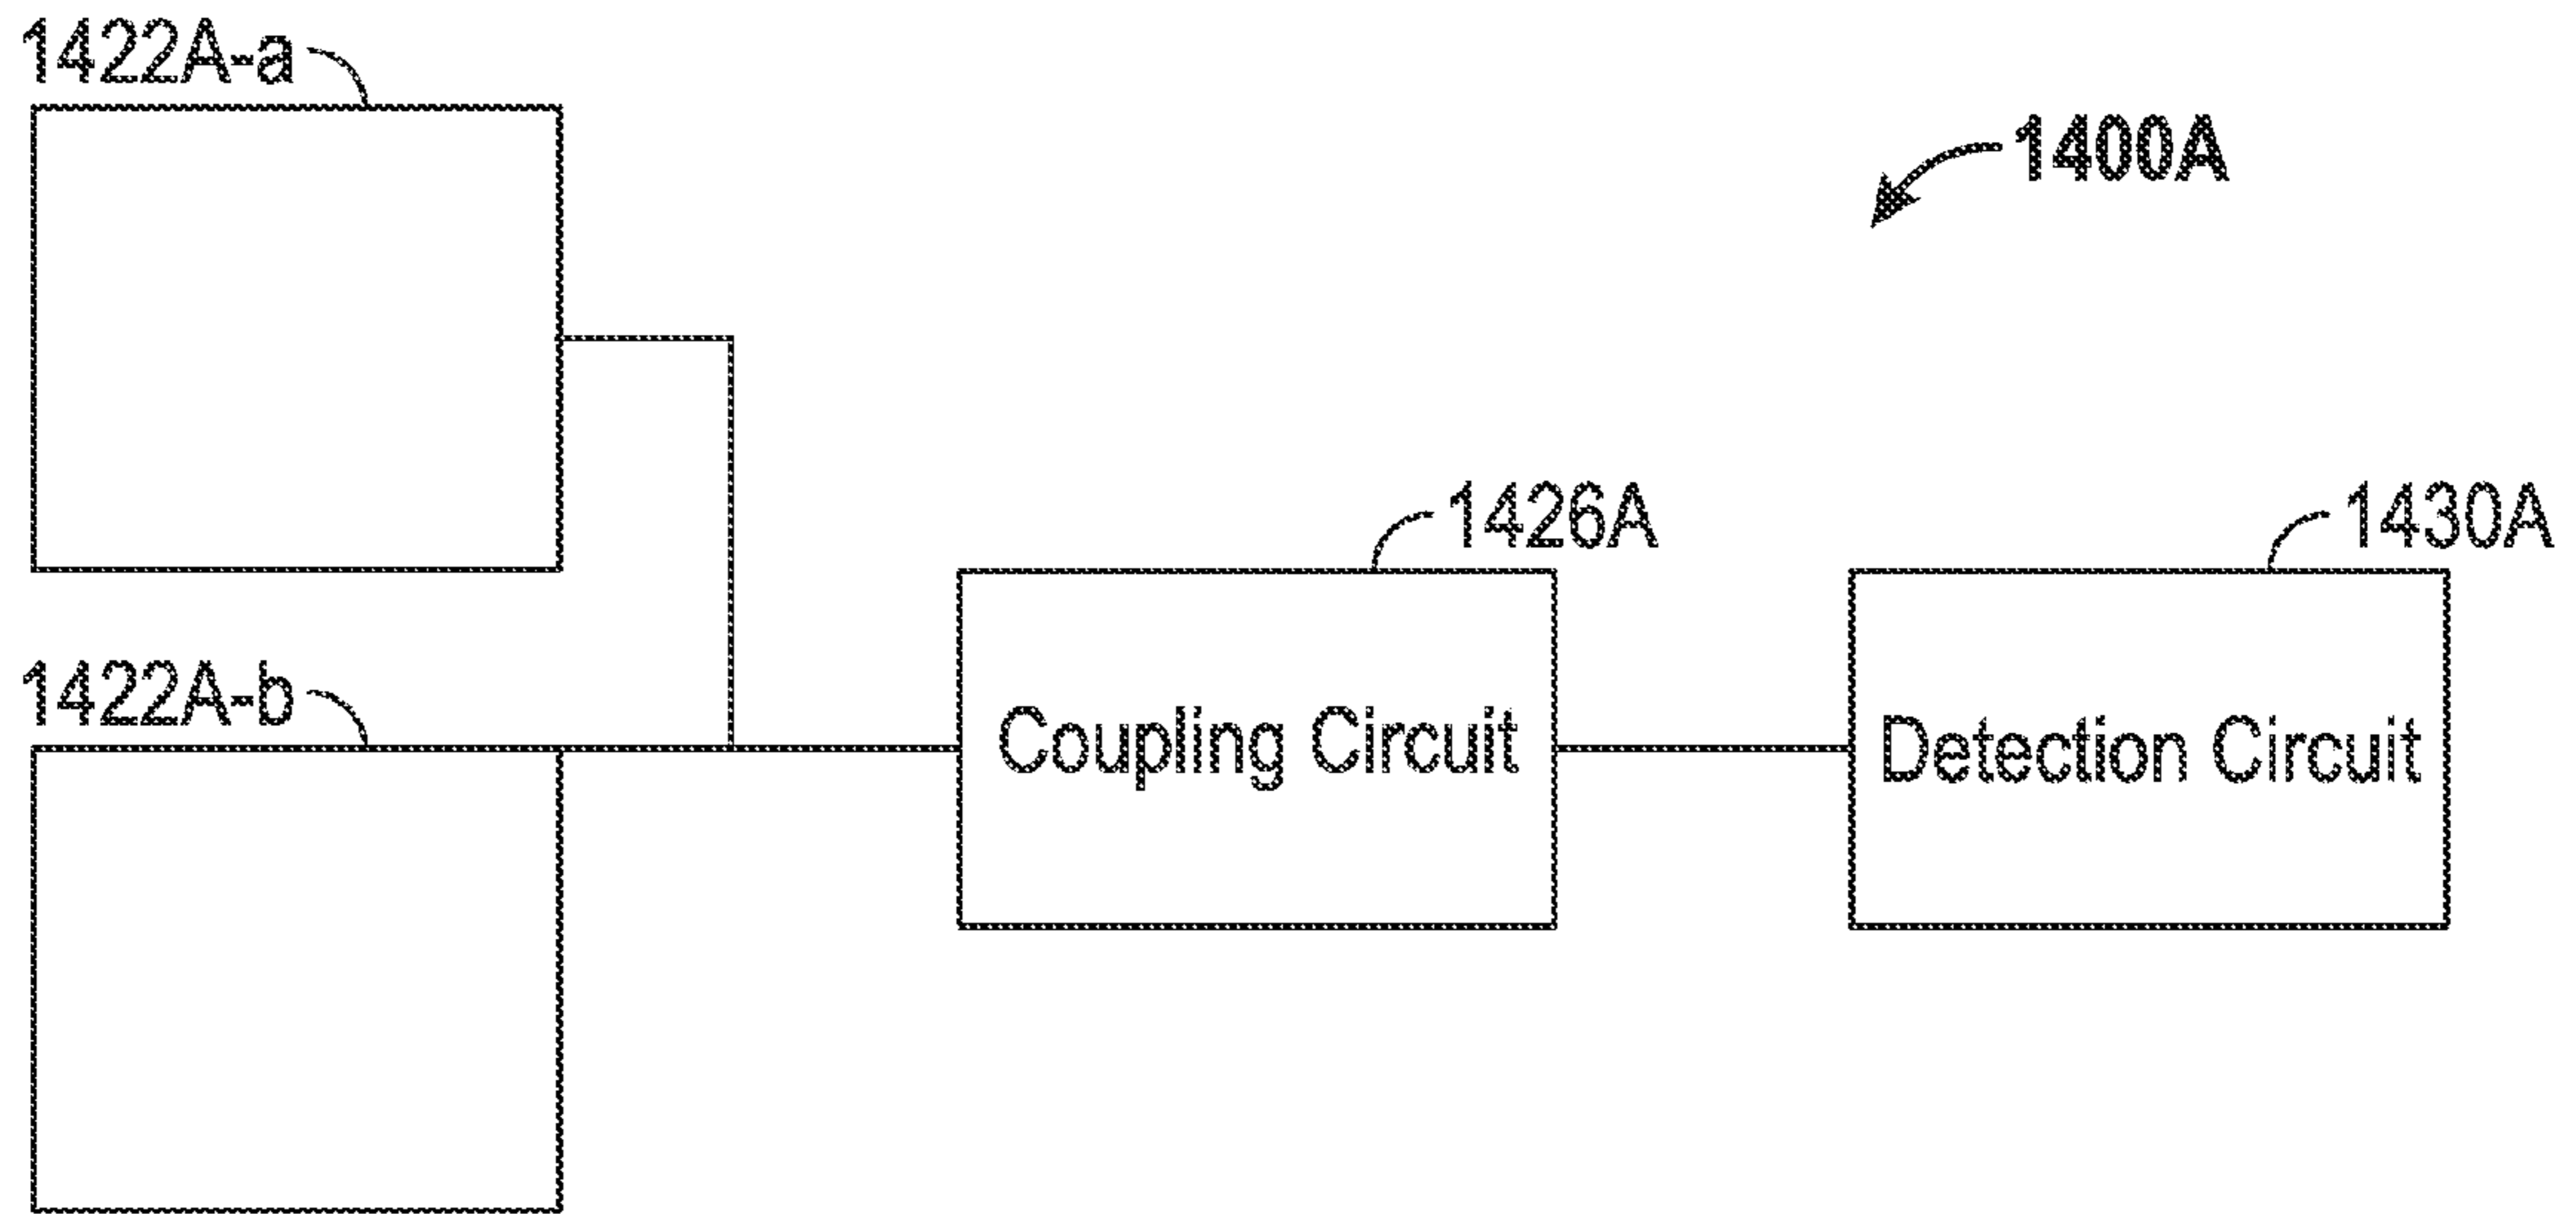 1422A-a
1400A
1426A
1430A
1422A-b
Coupling Circuit
Detection Circuit